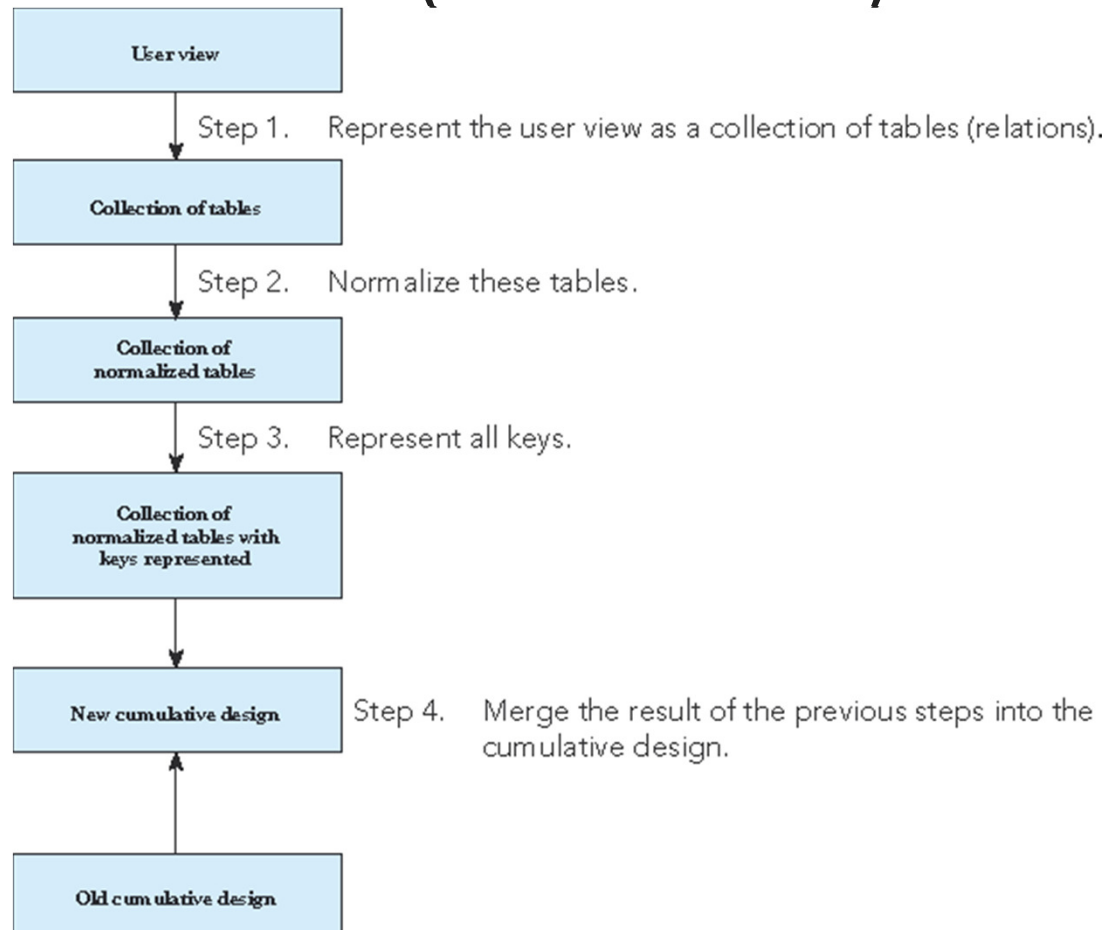 User view
Step 1. Represent the user view as a collection of tables (relations).
Collection of tables
Step 2. Normalize these tables.
Collection of
normalized tables
Step 3. Represent all keys.
Collection of
normalized tables with
keys represented
New cumulative design
Step 4. Merge the result of the previous steps into the
cumulative design.
Old cumulative design